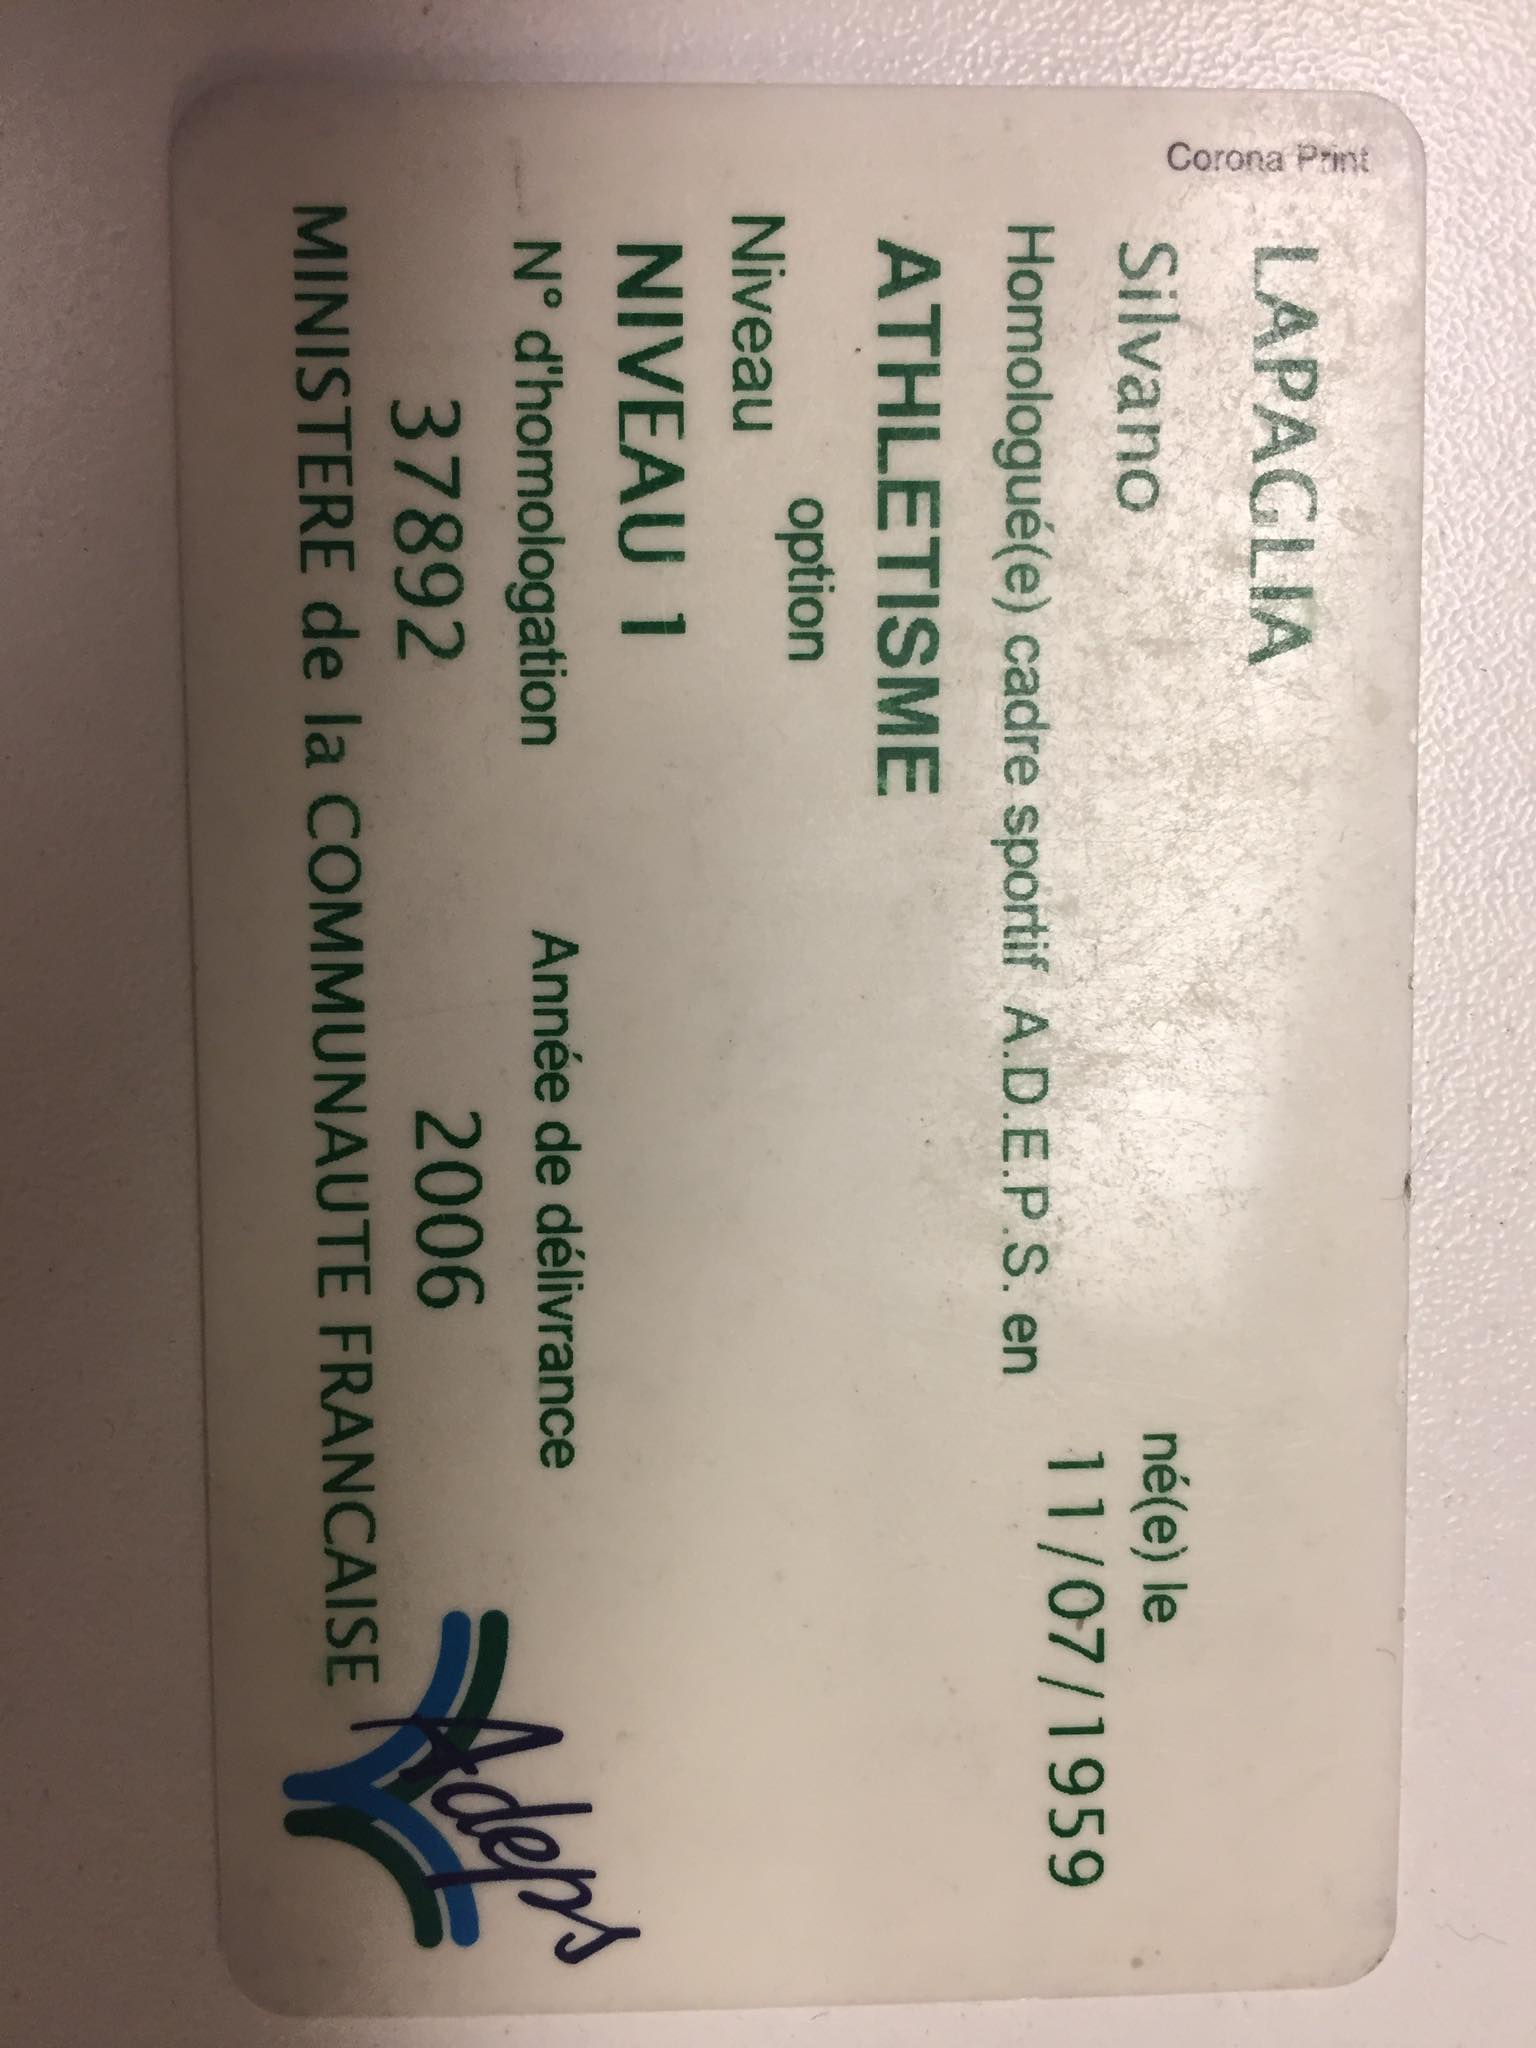 Corona Print
LAPAGLIA
Silvano
né(e) le
11/07/1959
Homologué(e) cadre sportif A.D.E.P.S. en
ATHLETISME
option
Niveau
NIVEAU 1
N° d'homologation Année de délivrance
37892 2006
MINISTERE de la COMMUNAUTE FRANCAISE
Adeps